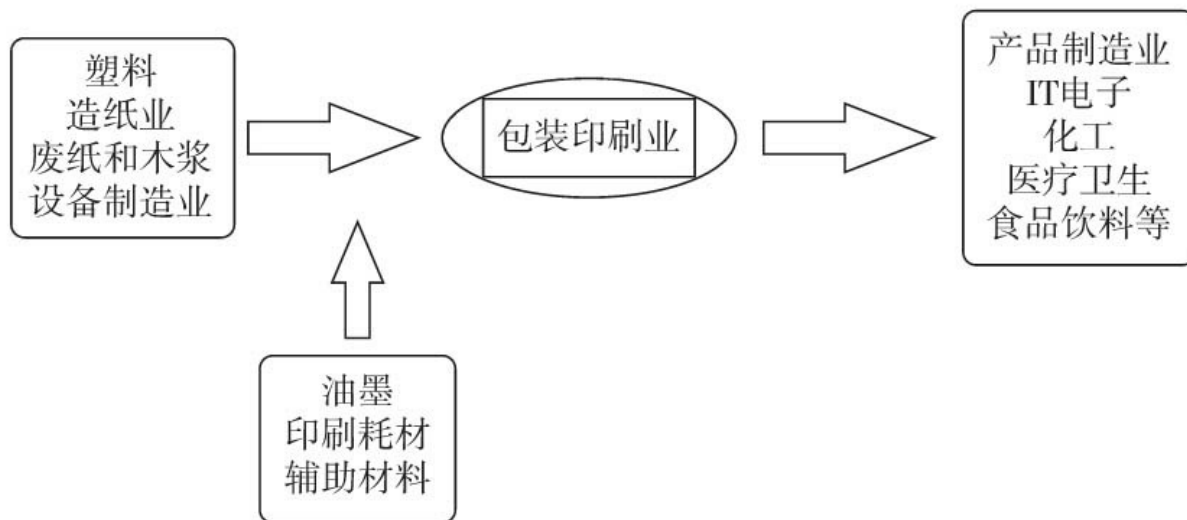 塑料
造纸业
废纸和木浆
设备制造业
包装印刷业
产品制造业
IT电子
化工
医疗卫生
食品饮料等
油墨
印刷耗材
辅助材料